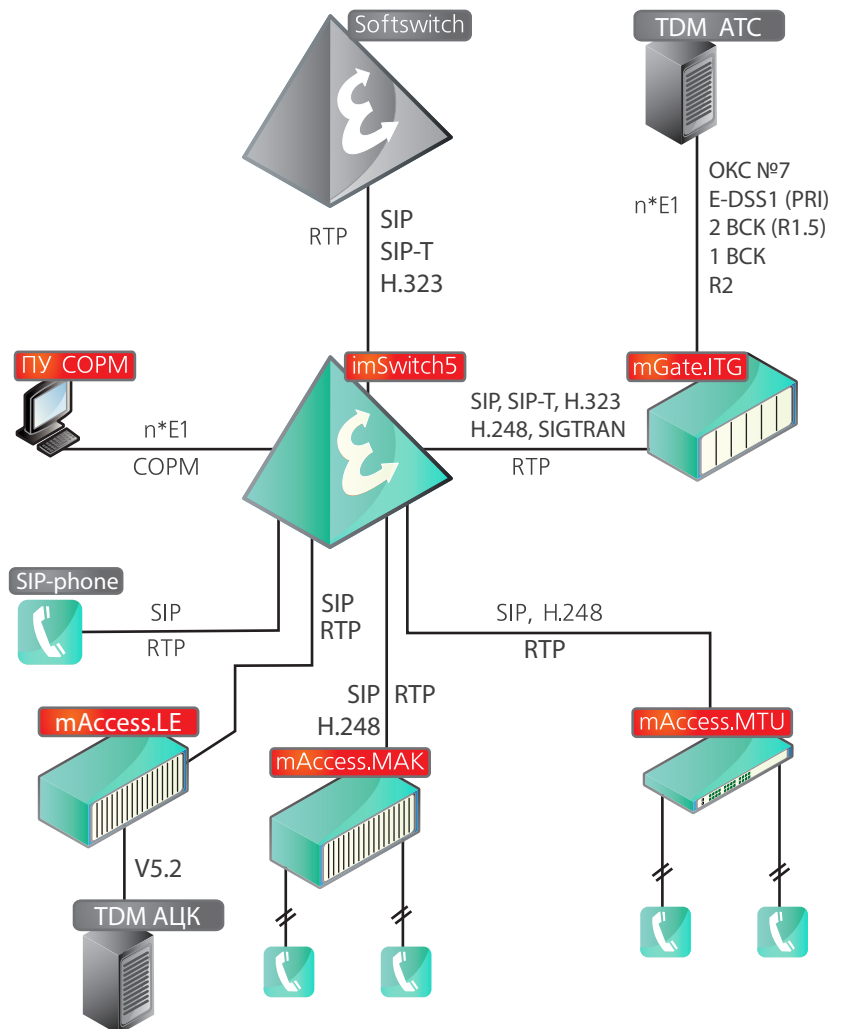 Softswitch
TDM АТС
RTP
SIP
SIP-T
H.323
n*E1
ОКС №7
E-DSS1 (PRI)
2 ВСК (R1.5)
1 ВСК
R2
ПУ СОРМ
imSwitch5
mGate.ITG
n*E1
СОРМ
SIP, SIP-T, H.323
H.248, SIGTRAN
RTP
SIP-phone
SIP
RTP
SIP
RTP
SIP, H.248
RTP
SIP RTP
H.248
mAccess.LE
mAccess.MAK
mAccess.MTU
V5.2
TDM АЦК